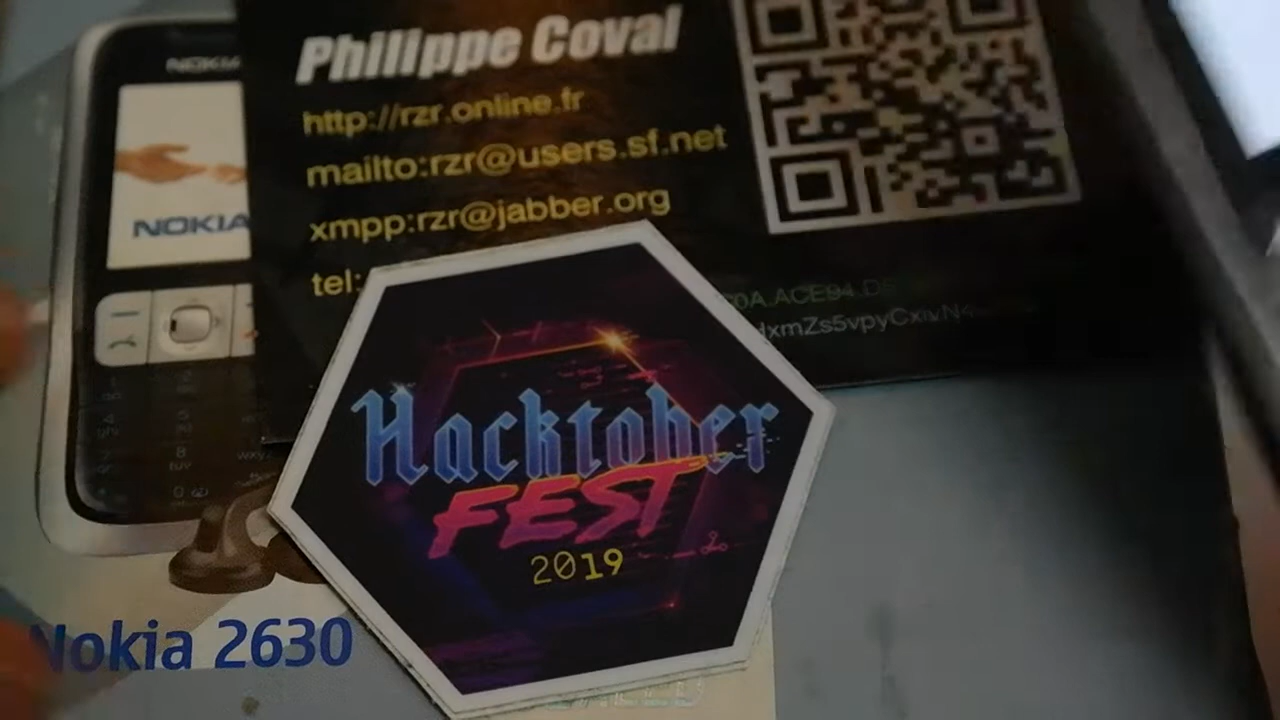 NOKIA
NOKIA
Philippe Coval
http://rzr.online.fr
mailto:rzr@users.sf.net
xmpp:rzr@jabber.org
tel:
Hacktober
FEST
2019
Nokia 2630